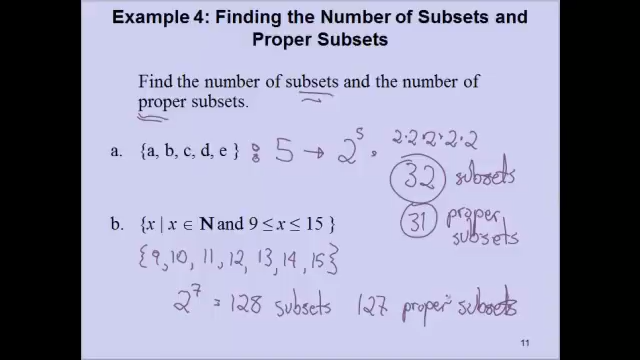 Example 4: Finding the Number of Subsets and
Proper Subsets
Find the number of subsets and the number of
proper subsets.
2·2·2·2·2
a. {a, b, c, d, e } : 5 → 2^5 =
32 subsets
31 proper
subsets
b. {x | x ∈ N and 9 ≤ x ≤ 15 }
{9, 10, 11, 12, 13, 14, 15}
2^7 = 128 subsets 127 proper subsets
11